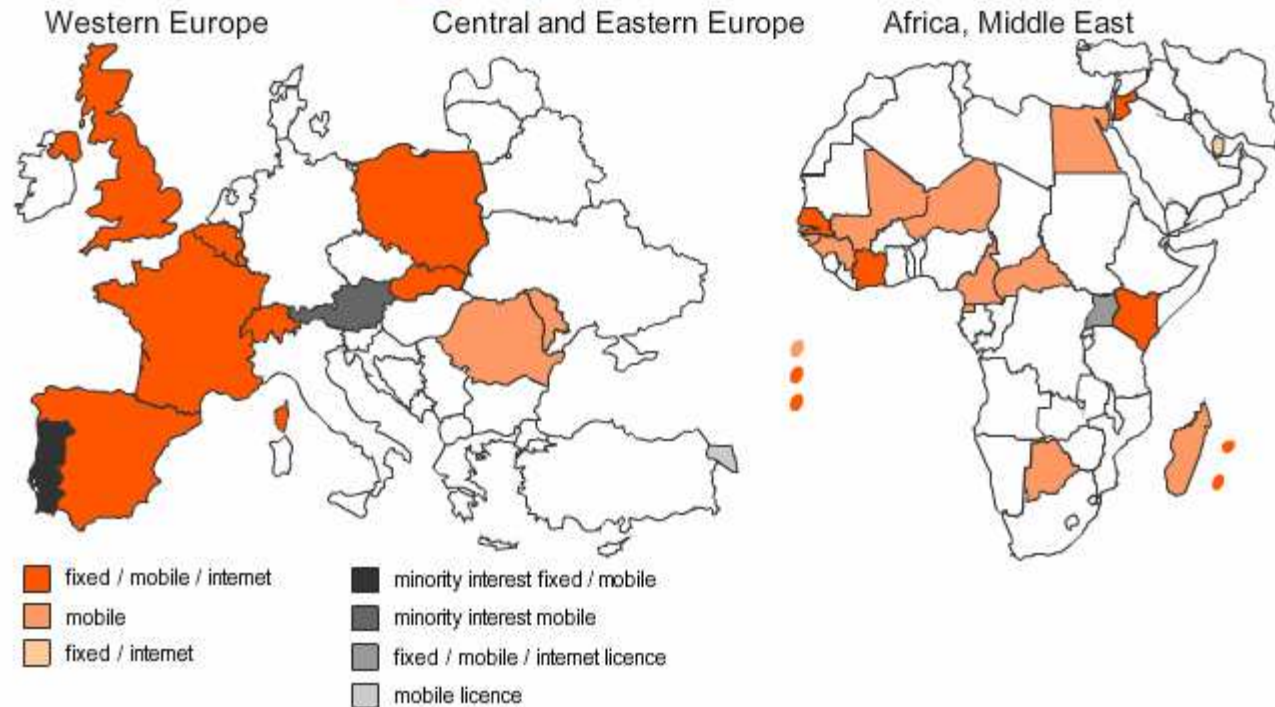 Western Europe
Central and Eastern Europe
Africa, Middle East
fixed / mobile / internet
mobile
fixed / internet
minority interest fixed / mobile
minority interest mobile
fixed / mobile / internet licence
mobile licence